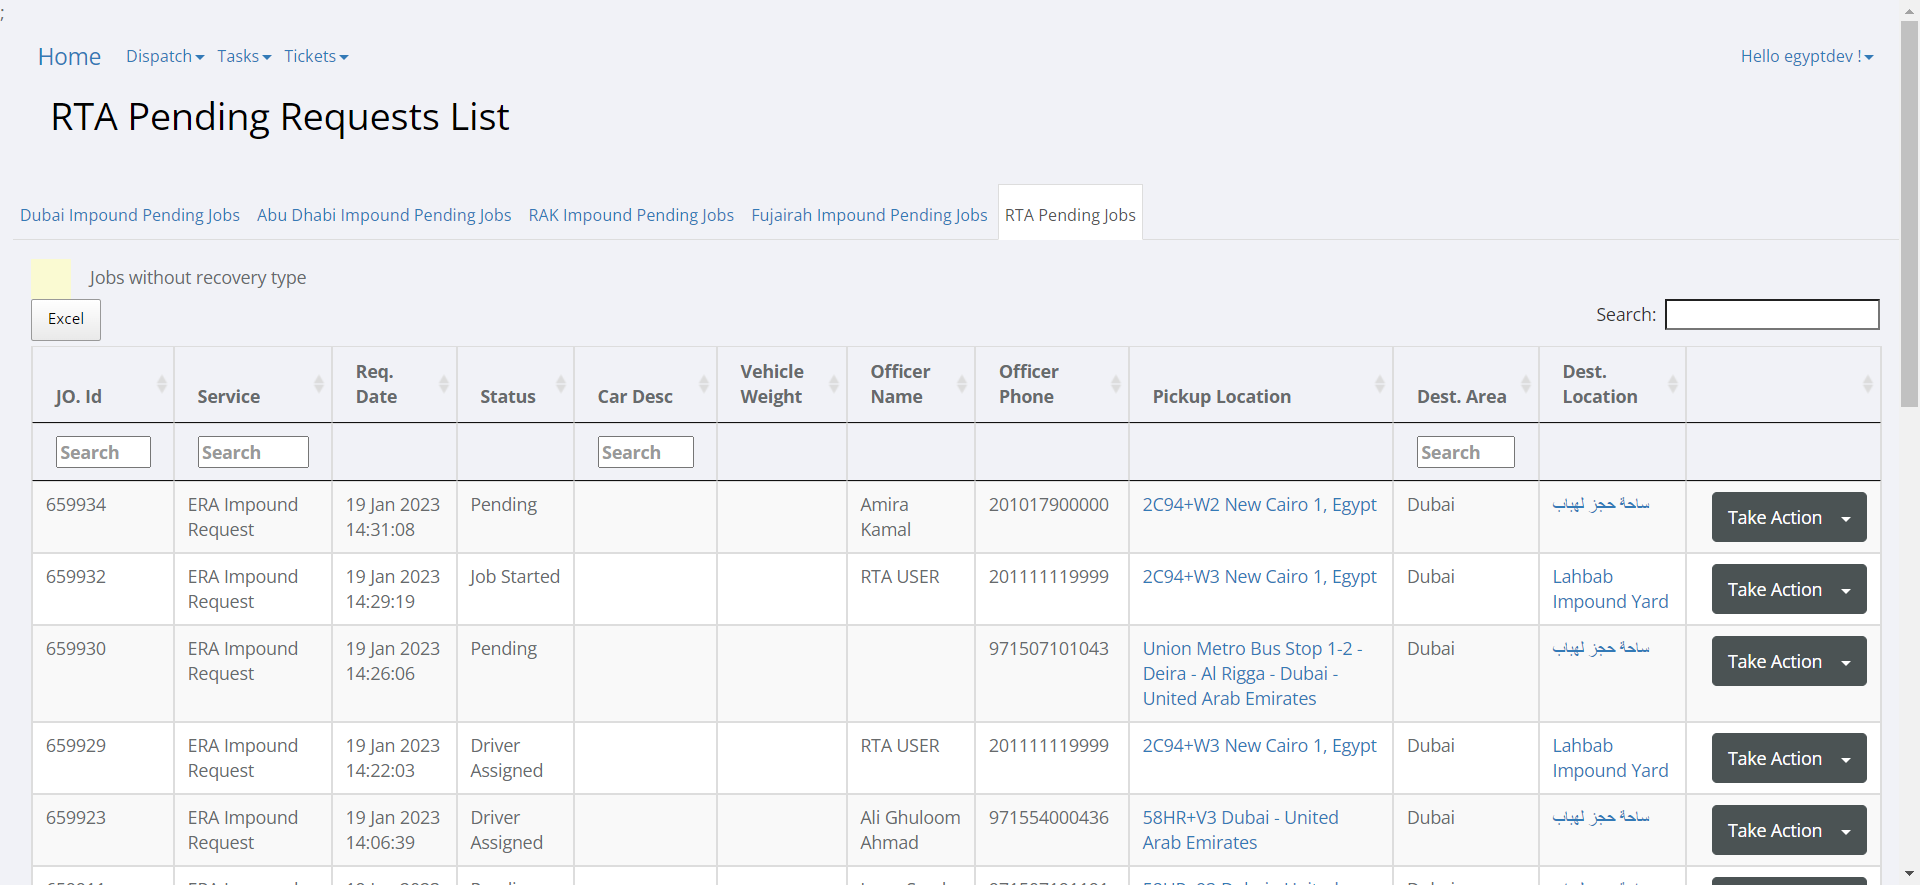 ;
Home Dispatch Tasks Tickets Hello egyptdev !
RTA Pending Requests List
Dubai Impound Pending Jobs Abu Dhabi Impound Pending Jobs RAK Impound Pending Jobs Fujairah Impound Pending Jobs RTA Pending Jobs
Jobs without recovery type
Excel Search:
JO. Id Service Req. Date Status Car Desc Vehicle Weight Officer Name Officer Phone Pickup Location Dest. Area Dest. Location
Search Search Search Search
659934 ERA Impound Request 19 Jan 2023 14:31:08 Pending Amira Kamal 201017900000 2C94+W2 New Cairo 1, Egypt Dubai ساحة حجز لهباب Take Action
659932 ERA Impound Request 19 Jan 2023 14:29:19 Job Started RTA USER 201111119999 2C94+W3 New Cairo 1, Egypt Dubai Lahbab Impound Yard Take Action
659930 ERA Impound Request 19 Jan 2023 14:26:06 Pending 971507101043 Union Metro Bus Stop 1-2 - Deira - Al Rigga - Dubai - United Arab Emirates Dubai ساحة حجز لهباب Take Action
659929 ERA Impound Request 19 Jan 2023 14:22:03 Driver Assigned RTA USER 201111119999 2C94+W3 New Cairo 1, Egypt Dubai Lahbab Impound Yard Take Action
659923 ERA Impound Request 19 Jan 2023 14:06:39 Driver Assigned Ali Ghuloom Ahmad 971554000436 58HR+V3 Dubai - United Arab Emirates Dubai ساحة حجز لهباب Take Action